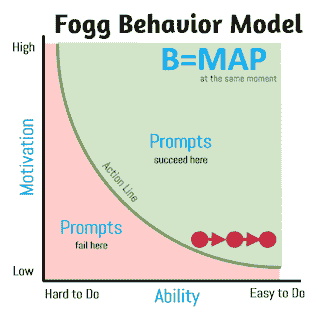 Fogg Behavior Model
High
B=MAP
at the same moment
Motivation
Prompts
succeed here
Action Line
Prompts
fail here
Low
Hard to Do
Ability
Easy to Do